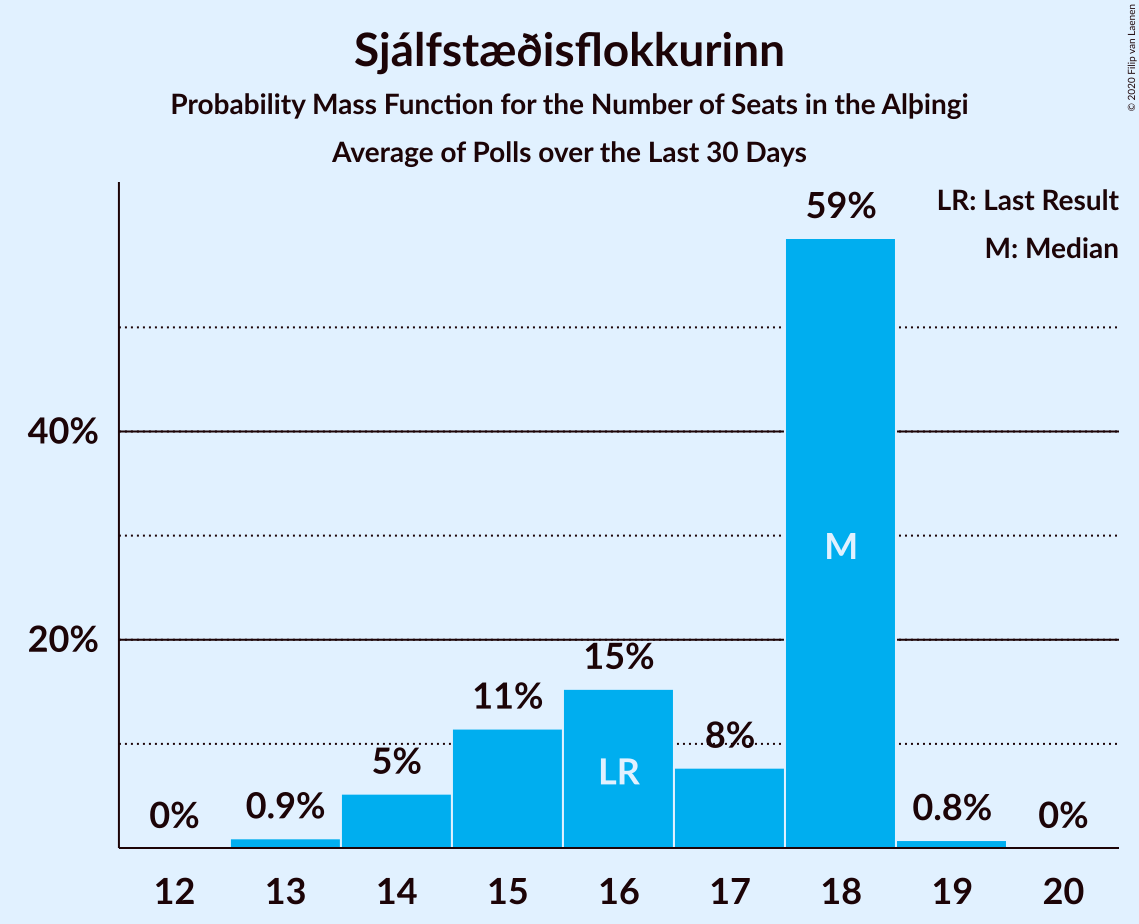 Sjálfstæðisflokkurinn
Probability Mass Function for the Number of Seats in the Alþingi
Average of Polls over the Last 30 Days
© 2020 Filip van Laenen
LR: Last Result
M: Median
59%
40%
M
20%
15%
11%
8%
5%
LR
0%
0.9%
0.8%
0%
12 13 14 15 16 17 18 19 20